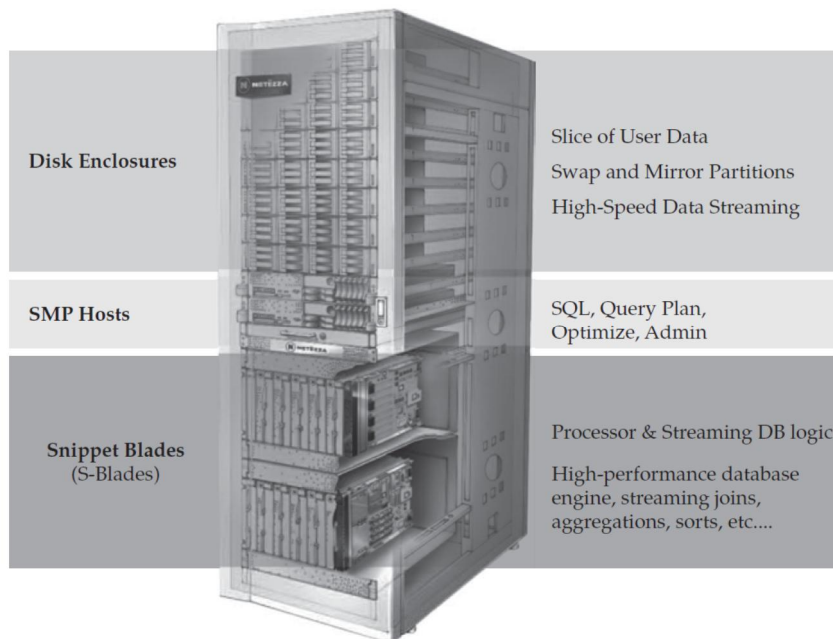 NETEZZA
Disk Enclosures
Slice of User Data
Swap and Mirror Partitions
High-Speed Data Streaming
SMP Hosts
SQL, Query Plan,
Optimize, Admin
NETEZZA
Snippet Blades
(S-Blades)
Processor & Streaming DB logic
High-performance database
engine, streaming joins,
aggregations, sorts, etc....